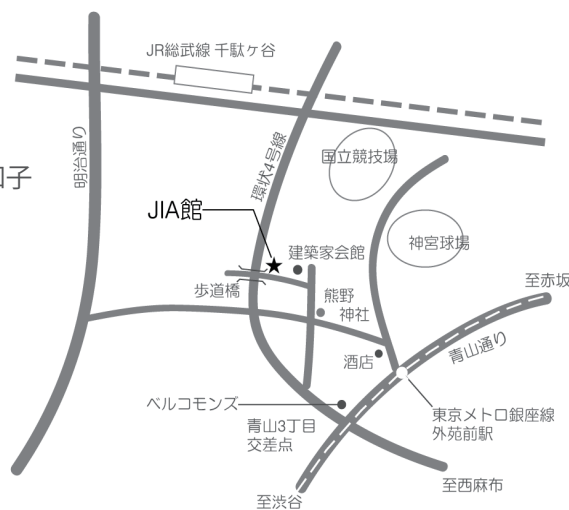 JR総武線 千駄ヶ谷
明治通り
環状4号線
国立競技場
子
JIA館
神宮球場
建築家会館
歩道橋
熊野
神社
至赤坂
青山通り
酒店
ベルコモンズ
青山3丁目
交差点
東京メトロ銀座線
外苑前駅
至西麻布
至渋谷